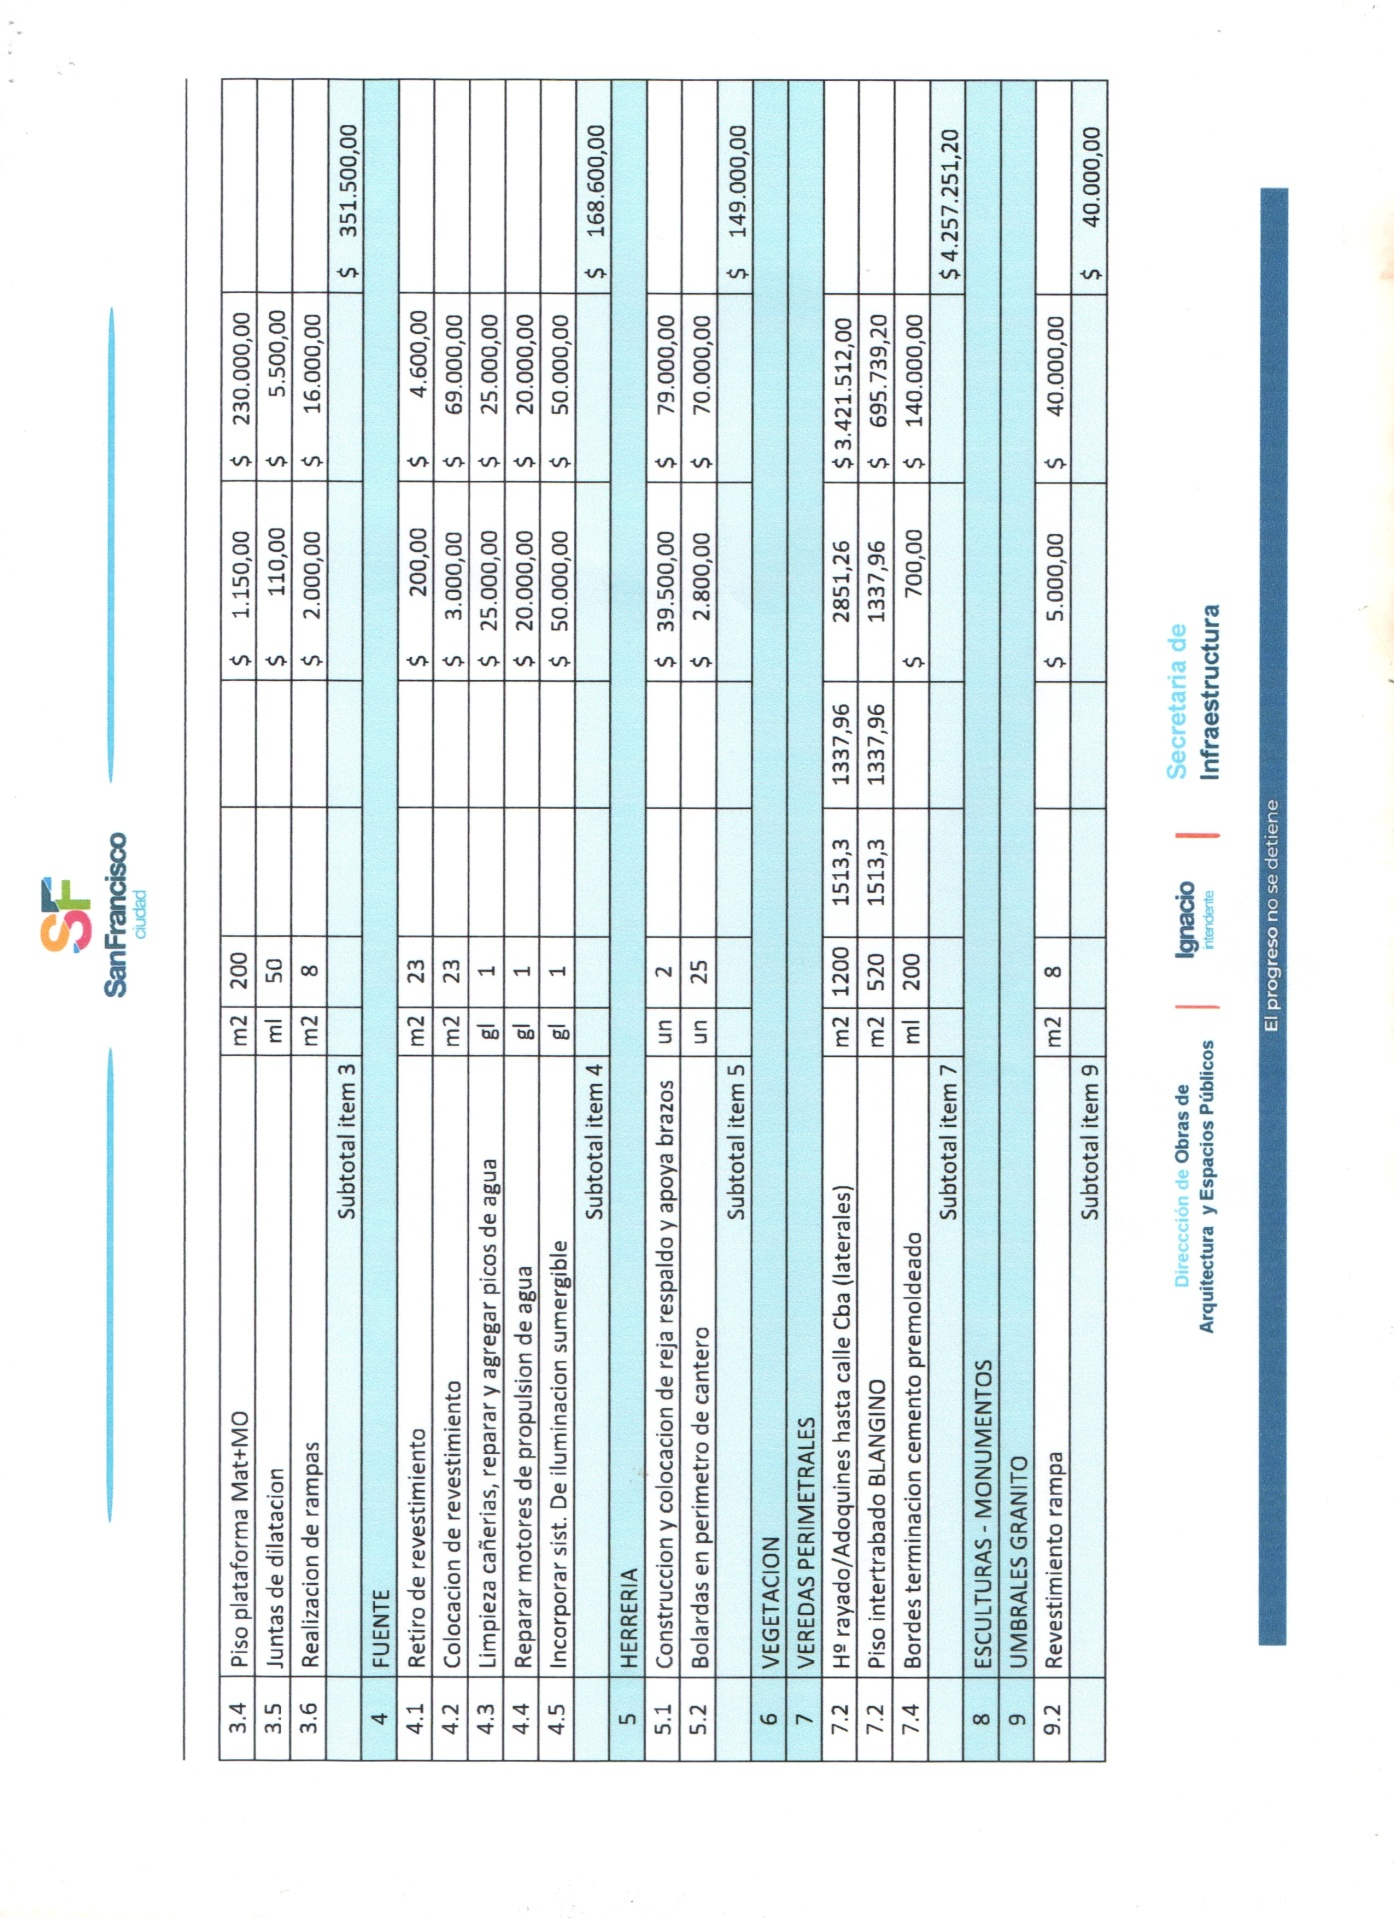 SF
SanFrancisco
ciudad
3.4 Piso plataforma Mat+MO m2 200 $ 1.150,00 $ 230.000,00
3.5 Juntas de dilatacion ml 50 $ 110,00 $ 5.500,00
3.6 Realizacion de rampas m2 8 $ 2.000,00 $ 16.000,00
Subtotal item 3 $ 351.500,00
4 FUENTE
4.1 Retiro de revestimiento m2 23 $ 200,00 $ 4.600,00
4.2 Colocacion de revestimiento m2 23 $ 3.000,00 $ 69.000,00
4.3 Limpieza cañerias, reparar y agregar picos de agua gl 1 $ 25.000,00 $ 25.000,00
4.4 Reparar motores de propulsion de agua gl 1 $ 20.000,00 $ 20.000,00
4.5 Incorporar sist. De iluminacion sumergible gl 1 $ 50.000,00 $ 50.000,00
Subtotal item 4 $ 168.600,00
5 HERRERIA
5.1 Construccion y colocacion de reja respaldo y apoya brazos un 2 $ 39.500,00 $ 79.000,00
5.2 Bolardas en perimetro de cantero un 25 $ 2.800,00 $ 70.000,00
Subtotal item 5 $ 149.000,00
6 VEGETACION
7 VEREDAS PERIMETRALES
7.2 Hº rayado/Adoquines hasta calle Cba (laterales) m2 1200 1513,3 1337,96 2851,26 $ 3.421.512,00
7.2 Piso intertrabado BLANGINO m2 520 1513,3 1337,96 1337,96 $ 695.739,20
7.4 Bordes terminacion cemento premoldeado ml 200 $ 700,00 $ 140.000,00
Subtotal item 7 $ 4.257.251,20
8 ESCULTURAS - MONUMENTOS
9 UMBRALES GRANITO
9.2 Revestimiento rampa m2 8 $ 5.000,00 $ 40.000,00
Subtotal item 9 $ 40.000,00
Direccción de Obras de
Arquitectura y Espacios Públicos
Ignacio
intendente
Secretaria de
Infraestructura
El progreso no se detiene